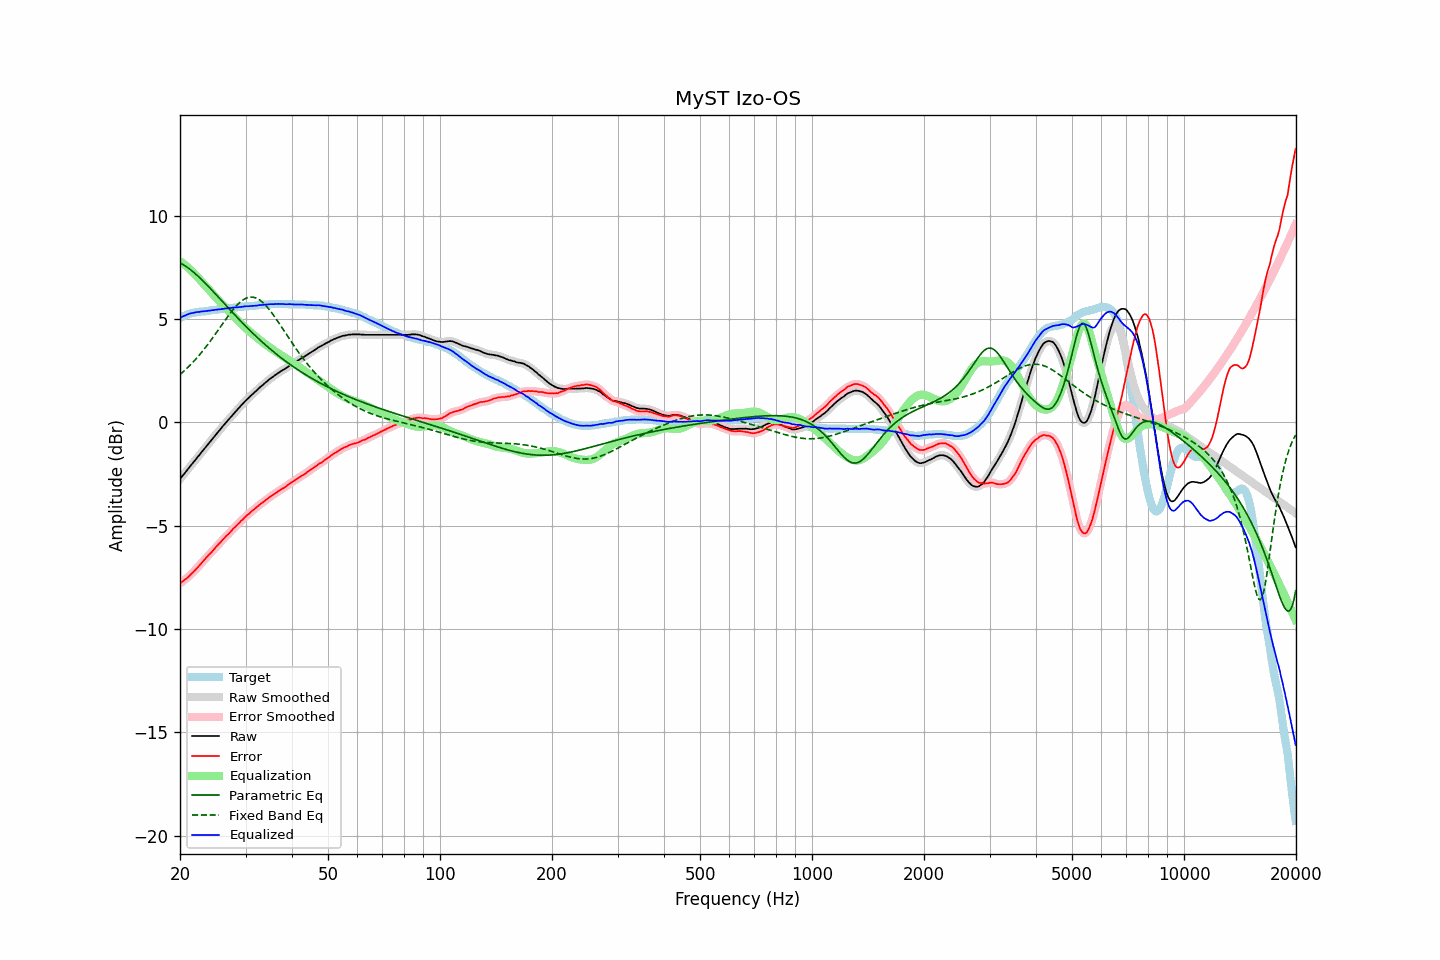 MyST Izo-OS
Amplitude (dBr)
10
5
0
−5
−10
−15
−20
Target
Raw Smoothed
Error Smoothed
Raw
Error
Equalization
Parametric Eq
Fixed Band Eq
Equalized
20 50 100 200 500 1000 2000 5000 10000 20000
Frequency (Hz)